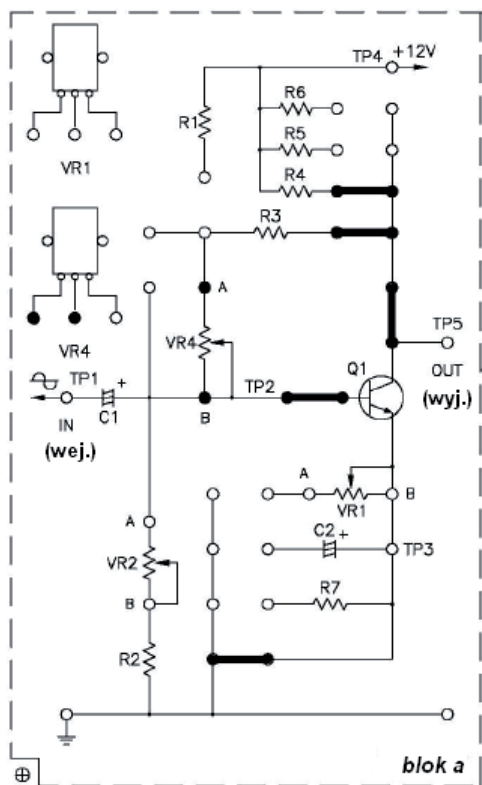 TP4 +12V
R6
R1
R5
VR1
R4
R3
A
VR4
TP5
VR4
Q1
TP1
+
TP2
OUT
IN
C1
B
(wyj.)
(wej.)
A
B
VR1
A
C2 +
TP3
VR2
B
R7
R2
blok a